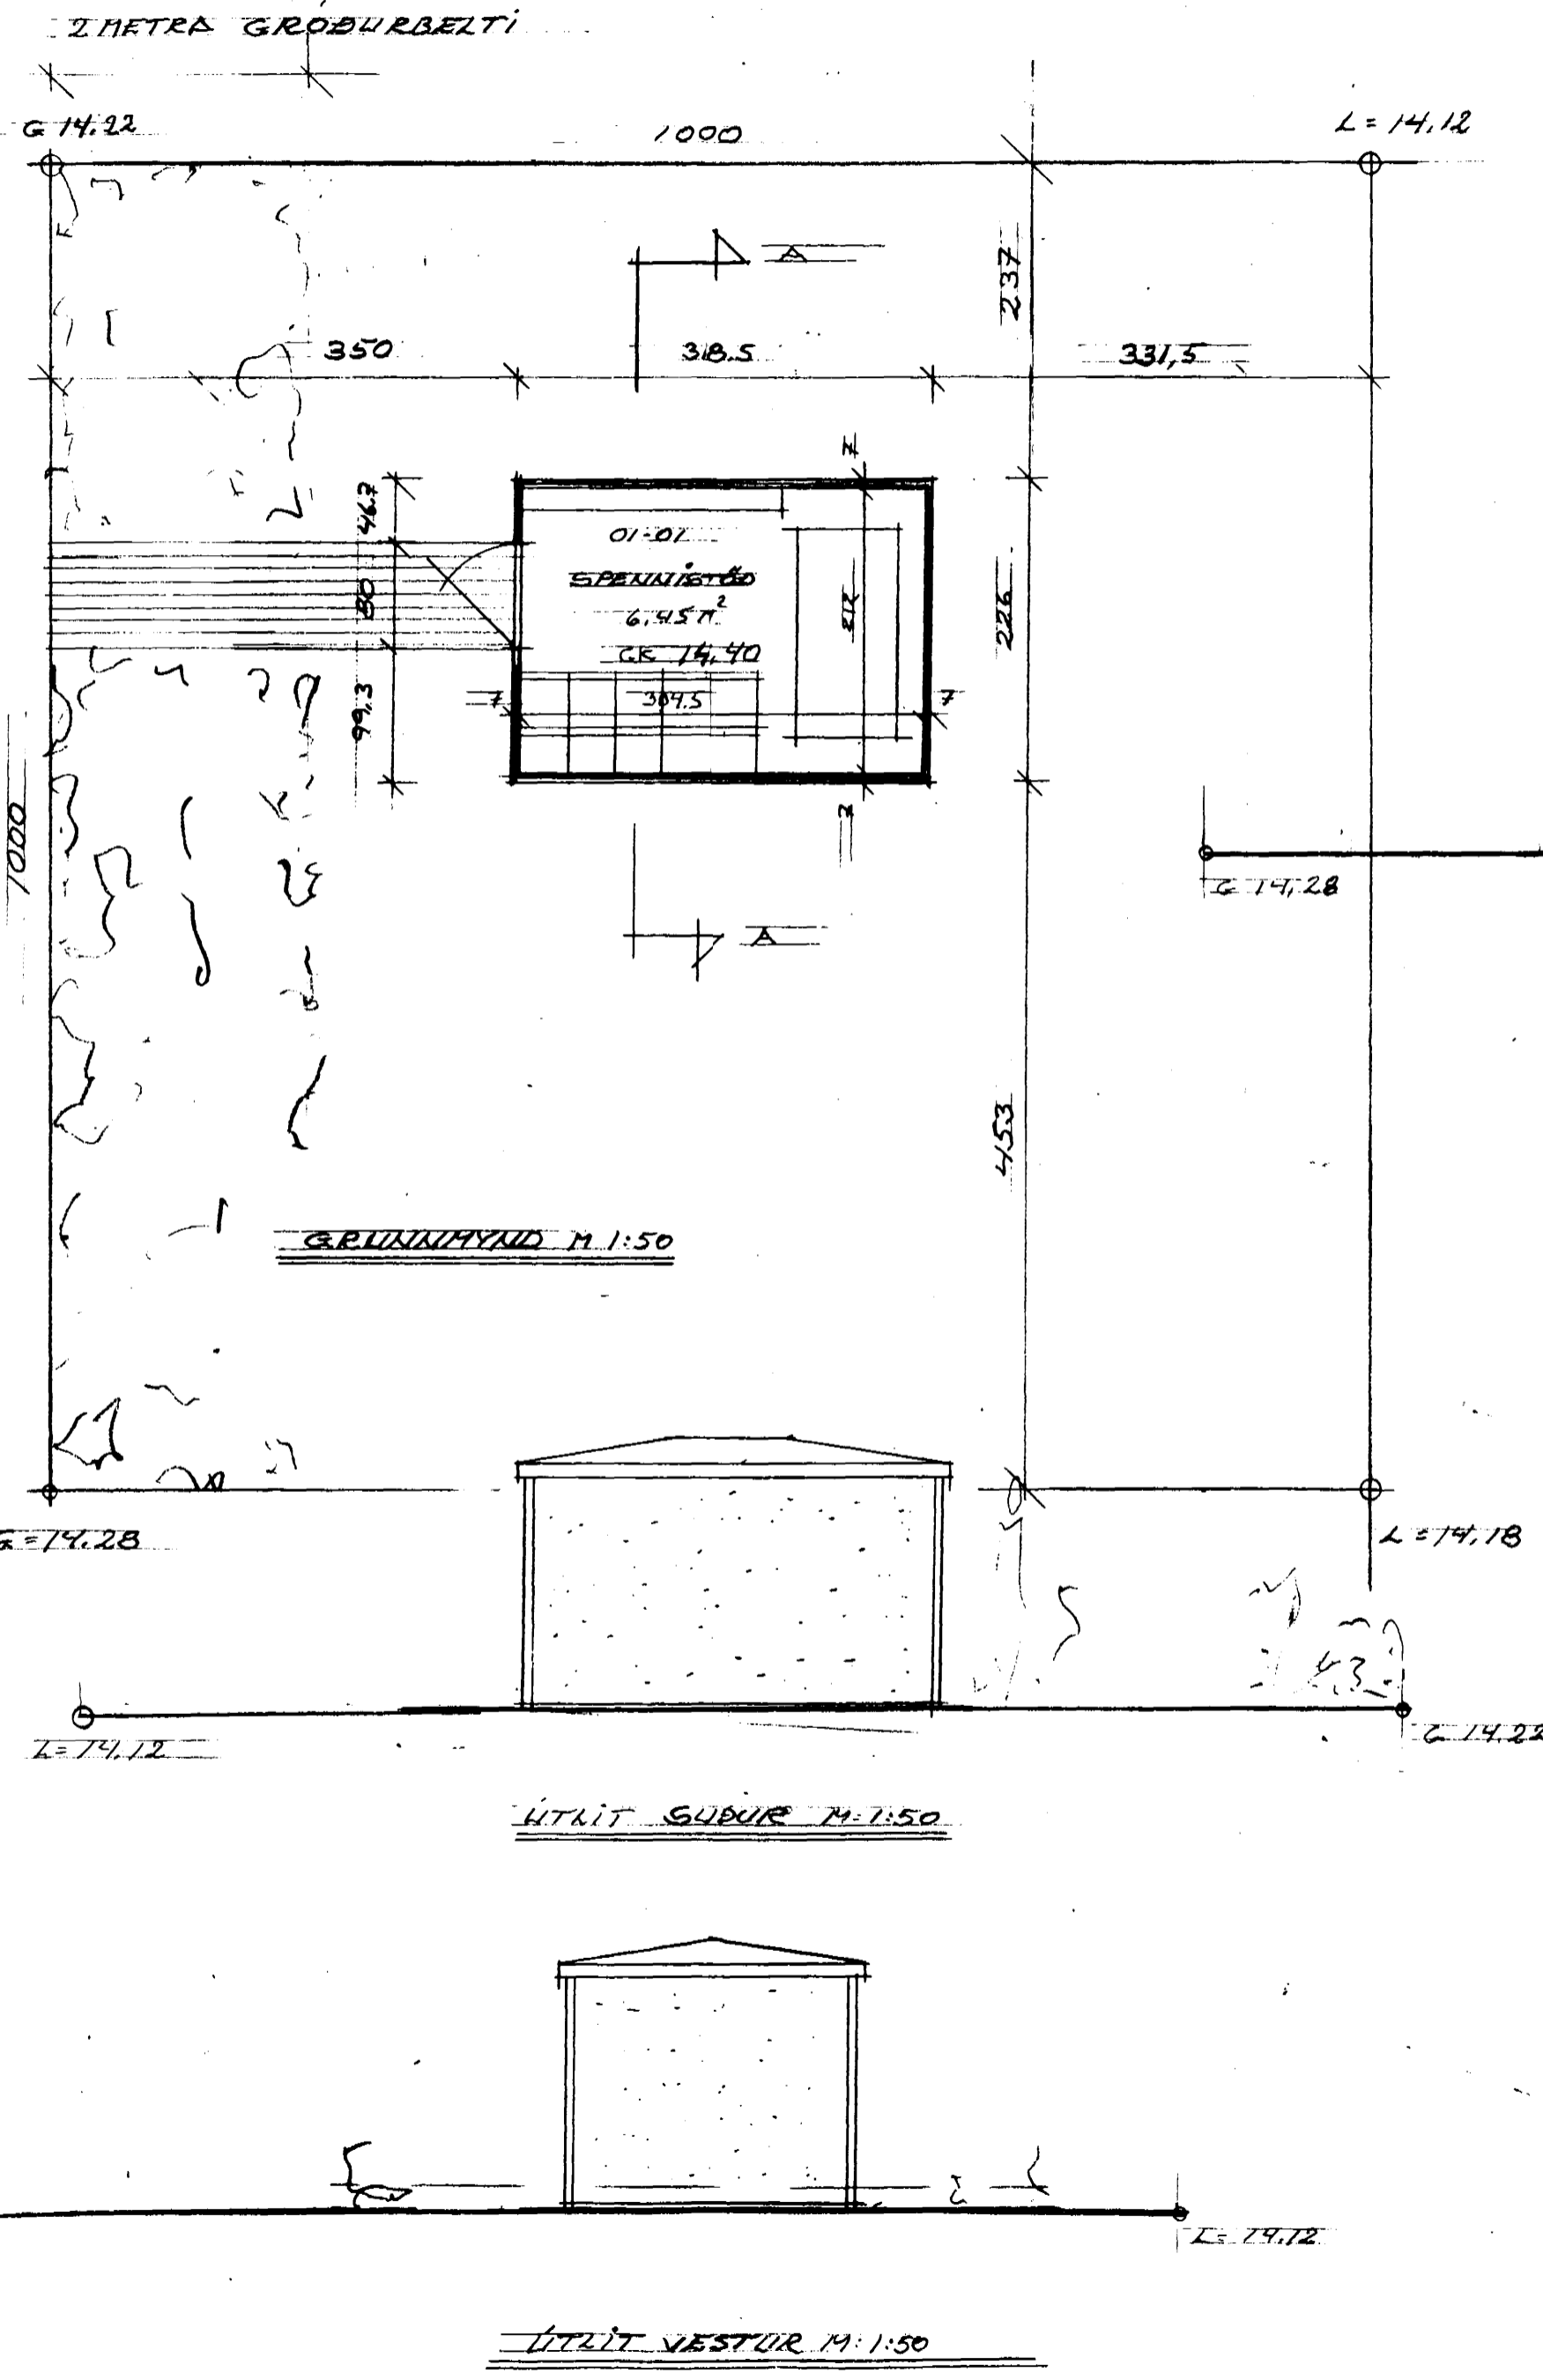 2 METRA GRÓÐURBELTI
G 14.22
1000
L = 14.12
A
237
350
318.5
331,5
7
46.7
01-01
SPENNISTÖÐ
80
212
226
6,45 M²
GK 14,40
99.3
7
304.5
7
1000
7
G 14,28
A
453
GRUNNMYND M 1:50
G = 14.28
L = 14,18
L = 14.12
G 14.22
ÚTLIT SUÐUR M=1:50
L = 14.12
ÚTLIT VESTUR M:1:50